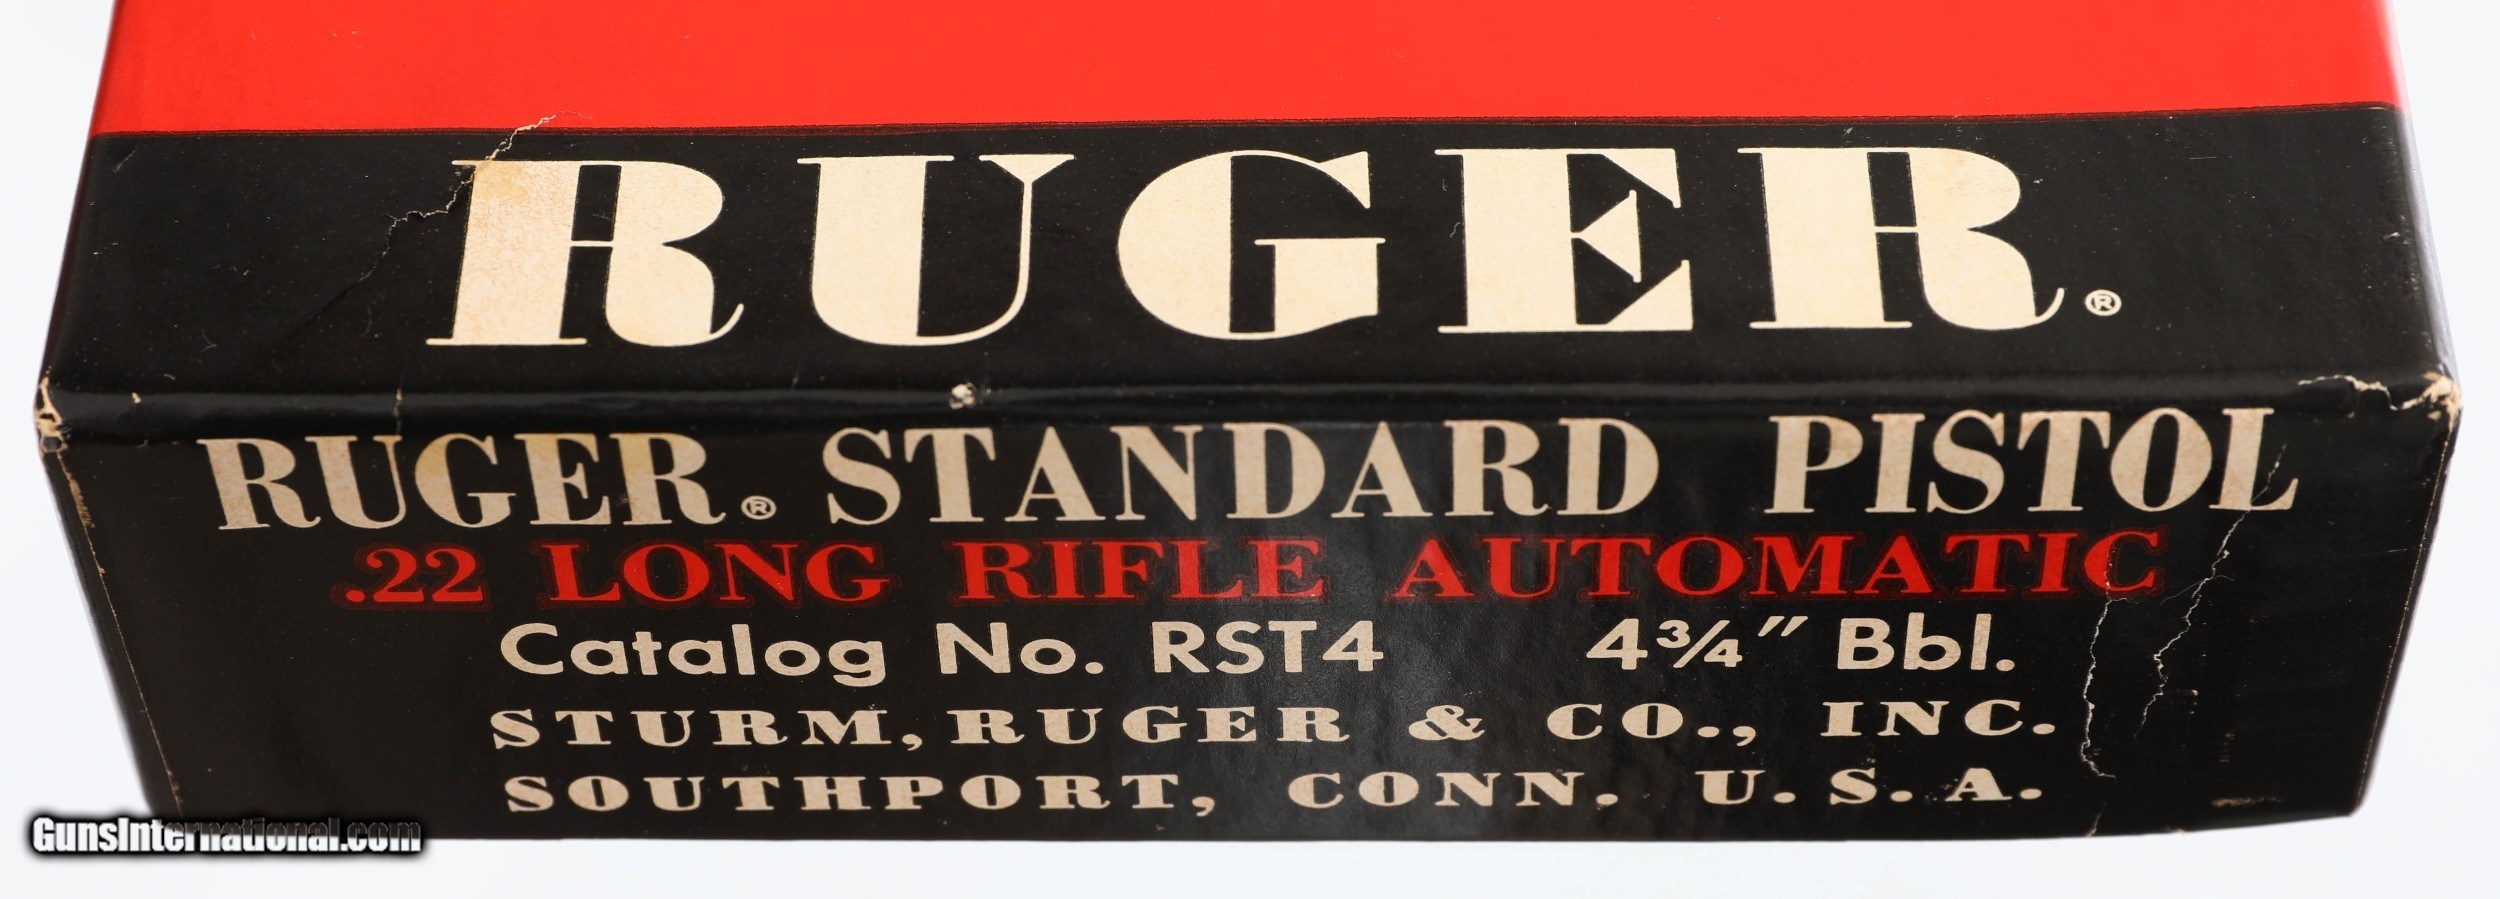 RUGER®
RUGER® STANDARD PISTOL
.22 LONG RIFLE AUTOMATIC
Catalog No. RST4 4¾" Bbl.
STURM, RUGER & CO., INC.
SOUTHPORT, CONN. U.S.A.
GunsInternational.com